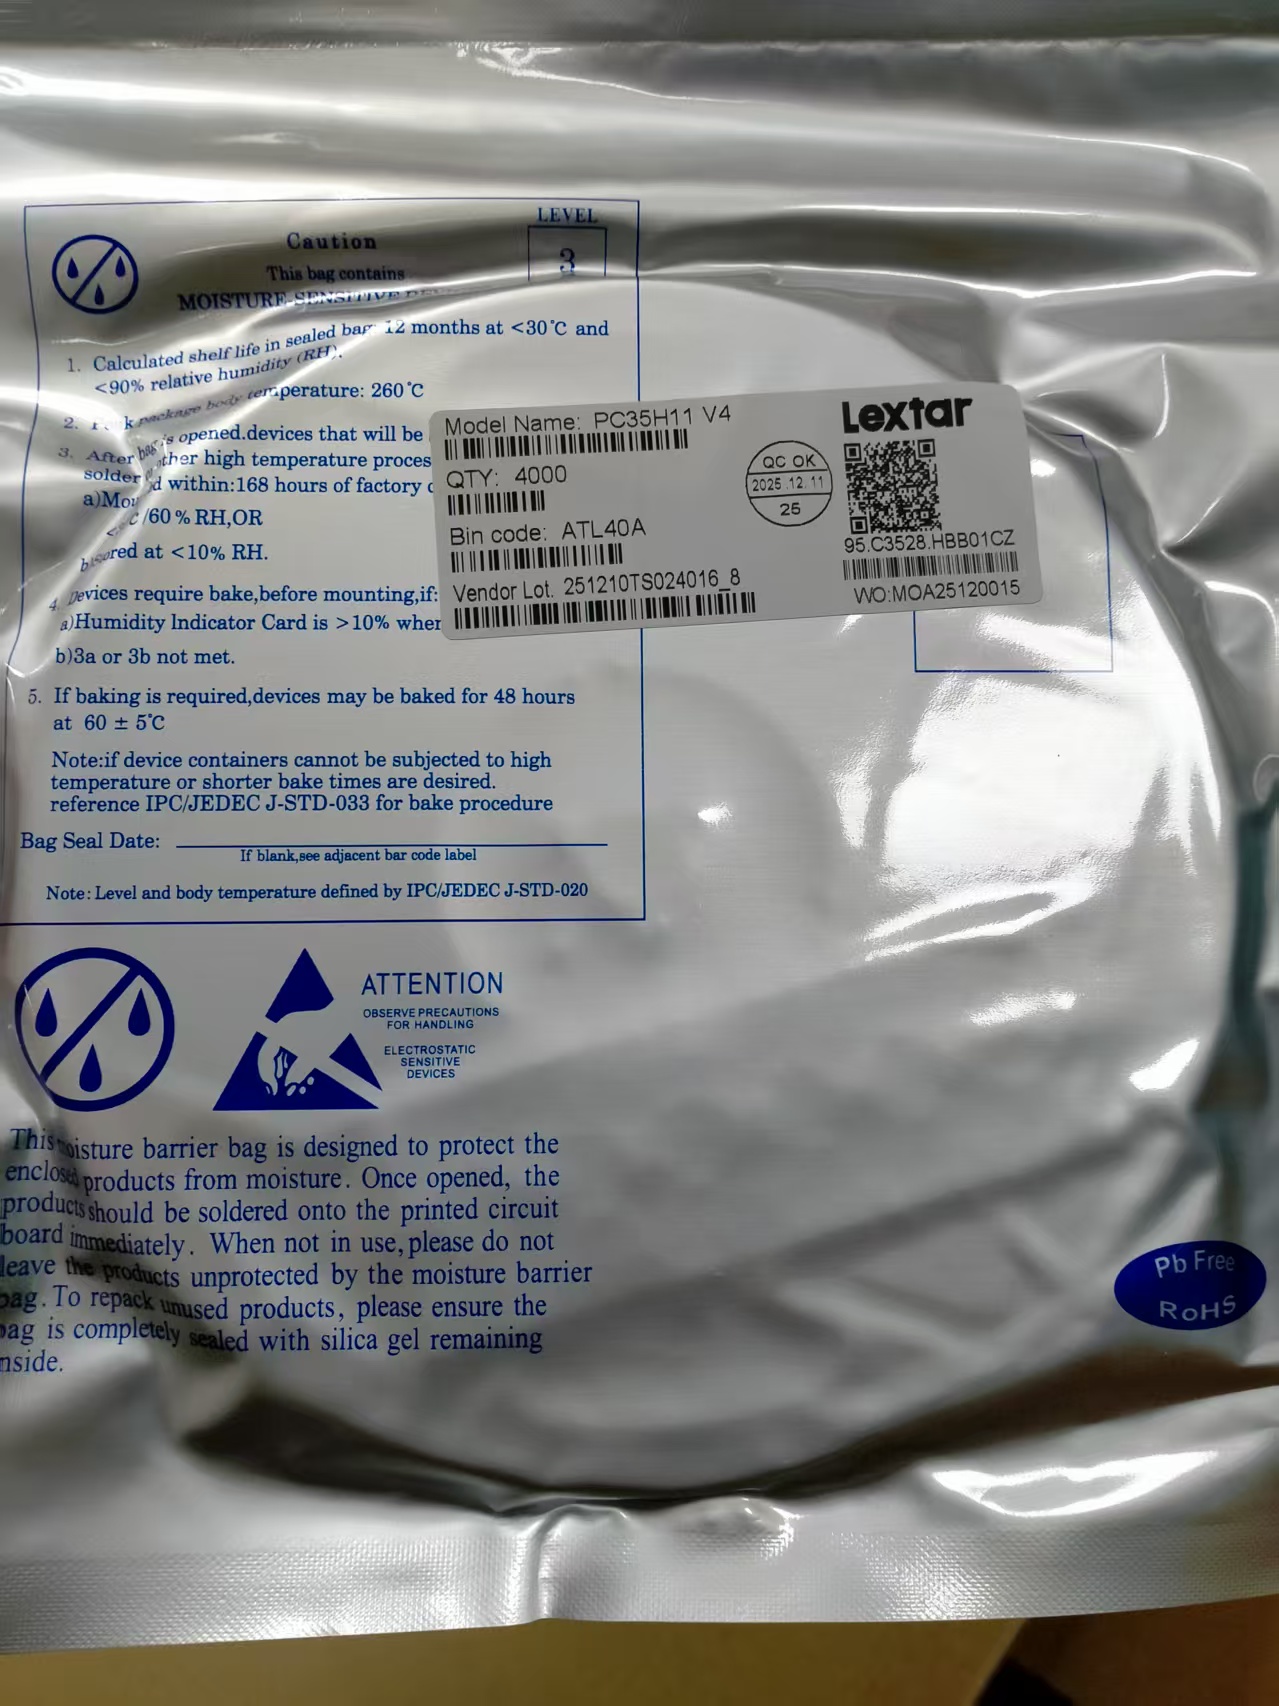 LEVEL
3
Caution
This bag contains
MOISTURE-SENSITIVE
1. Calculated shelf life in sealed bag: 12 months at <30℃ and
<90% relative humidity (RH).
2. package body temperature: 260℃
3. After bag is opened.devices that will be
solder other high temperature proces
a)Mou d within:168 hours of factory
/60%RH,OR
ored at <10% RH.
4. Devices require bake,before mounting,if:
a)Humidity Indicator Card is >10% when
b)3a or 3b not met.
5. If baking is required,devices may be baked for 48 hours
at 60 ± 5℃
Note:if device containers cannot be subjected to high
temperature or shorter bake times are desired.
reference IPC/JEDEC J-STD-033 for bake procedure
Bag Seal Date:
If blank,see adjacent bar code label
Note: Level and body temperature defined by IPC/JEDEC J-STD-020
Model Name: PC35H11 V4
QTY: 4000
Bin code: ATL40A
Vendor Lot. 251210TS024016_8
QC OK
2025.12.11
25
Lextar
95.C3528.HBB01CZ
WO:MOA25120015
ATTENTION
OBSERVE PRECAUTIONS
FOR HANDLING
ELECTROSTATIC
SENSITIVE
DEVICES
This moisture barrier bag is designed to protect the
enclosed products from moisture. Once opened, the
products should be soldered onto the printed circuit
board immediately. When not in use, please do not
leave the products unprotected by the moisture barrier
bag. To repack unused products, please ensure the
bag is completely sealed with silica gel remaining
nside.
Pb Free
RoHS